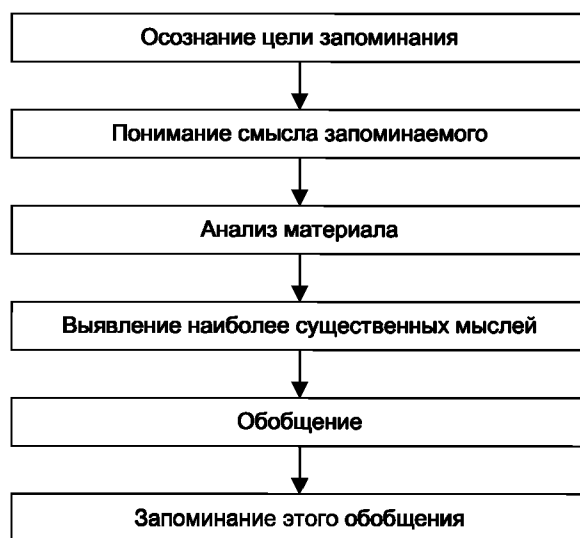 Осознание цели запоминания
Понимание смысла запоминаемого
Анализ материала
Выявление наиболее существенных мыслей
Обобщение
Запоминание этого обобщения